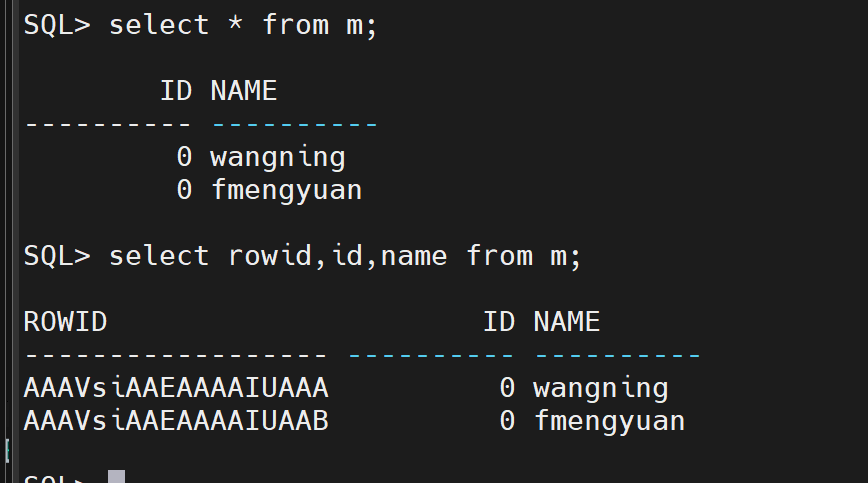 SQL> select * from m;
ID NAME
---------- ----------
0 wangning
0 fmengyuan
SQL> select rowid,id,name from m;
ROWID ID NAME
------------------ ---------- ----------
AAAVsiAAEAAAAIUAAA 0 wangning
AAAVsiAAEAAAAIUAAB 0 fmengyuan
SQL>